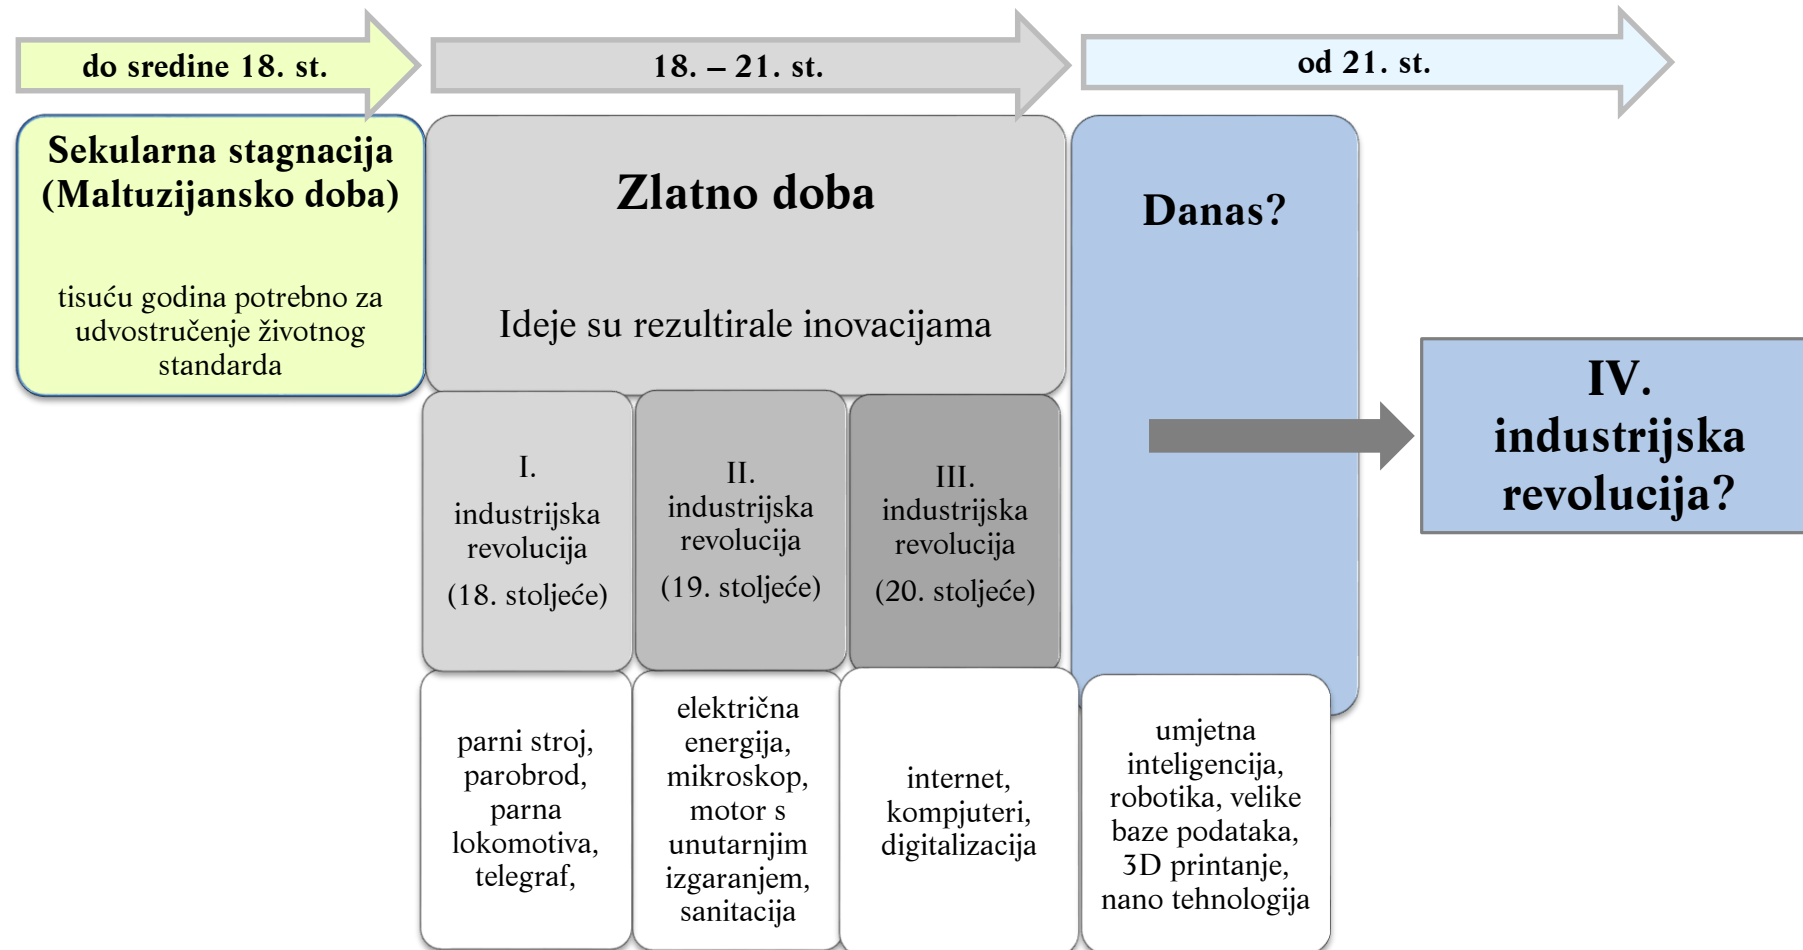 do sredine 18. st.
18. – 21. st.
od 21. st.
Sekularna stagnacija
(Maltuzijansko doba)
tisuću godina potrebno za
udvostručenje životnog
standarda
Zlatno doba
Ideje su rezultirale inovacijama
Danas?
IV.
industrijska
revolucija?
I.
industrijska
revolucija
(18. stoljeće)
II.
industrijska
revolucija
(19. stoljeće)
III.
industrijska
revolucija
(20. stoljeće)
parni stroj,
parobrod,
parna
lokomotiva,
telegraf,
električna
energija,
mikroskop,
motor s
unutarnjim
izgaranjem,
sanitacija
internet,
kompjuteri,
digitalizacija
umjetna
inteligencija,
robotika, velike
baze podataka,
3D printanje,
nano tehnologija